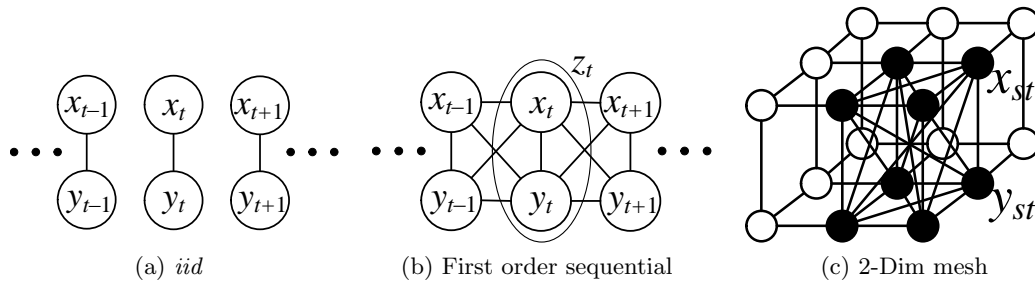 x_{t-1} x_t x_{t+1}
y_{t-1} y_t y_{t+1}
(a) iid
z_t
x_{t-1} x_t x_{t+1}
y_{t-1} y_t y_{t+1}
(b) First order sequential
x_{st}
y_{st}
(c) 2-Dim mesh